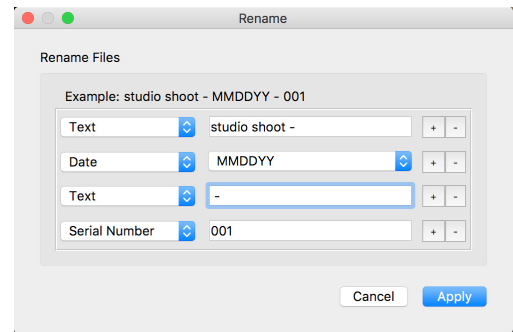 Rename
Rename Files
Example: studio shoot - MMDDYY - 001
Text studio shoot - + -
Date MMDDYY + -
Text - + -
Serial Number 001 + -
Cancel Apply